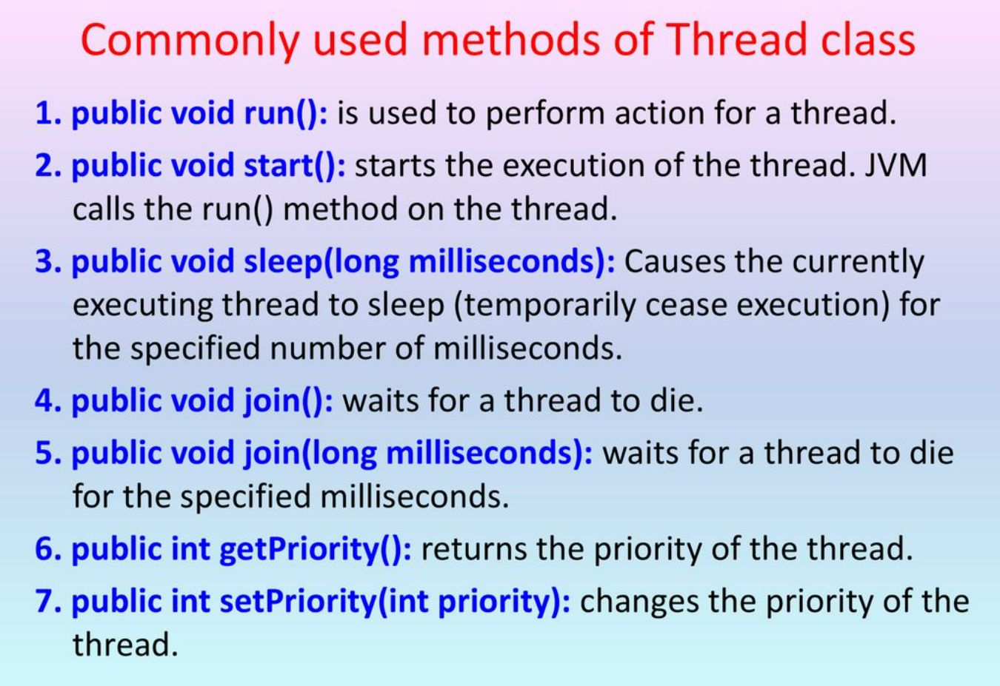 Commonly used methods of Thread class
1. public void run(): is used to perform action for a thread.
2. public void start(): starts the execution of the thread. JVM
calls the run() method on the thread.
3. public void sleep(long milliseconds): Causes the currently
executing thread to sleep (temporarily cease execution) for
the specified number of milliseconds.
4. public void join(): waits for a thread to die.
5. public void join(long milliseconds): waits for a thread to die
for the specified milliseconds.
6. public int getPriority(): returns the priority of the thread.
7. public int setPriority(int priority): changes the priority of the
thread.